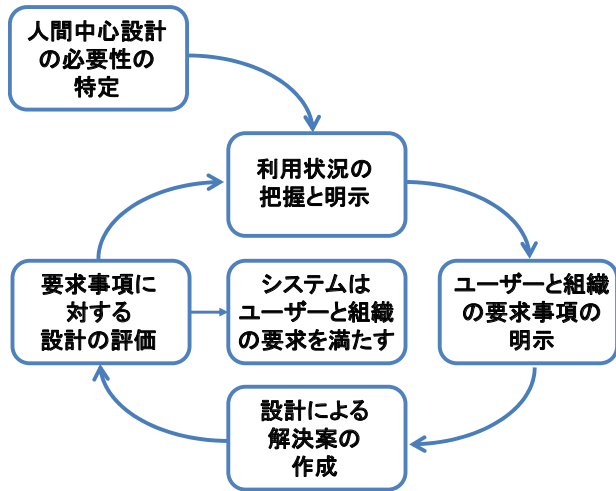 人間中心設計
の必要性の
特定
利用状況の
把握と明示
要求事項に
対する
設計の評価
システムは
ユーザーと組織
の要求を満たす
ユーザーと組織
の要求事項の
明示
設計による
解決案の
作成